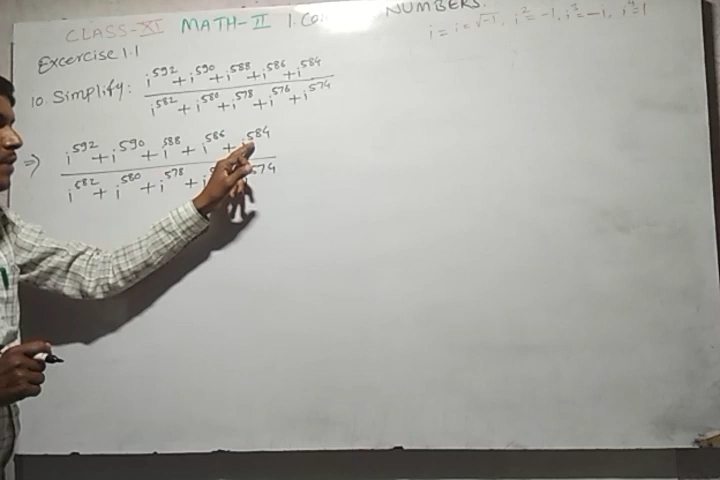 CLASS-XI MATH-II 1. Co NUMBERS.
i = i = √-1, i² = -1, i³ = -i, i⁴ = 1
Excercise 1.1
10. Simplify: i⁵⁹² + i⁵⁹⁰ + i⁵⁸⁸ + i⁵⁸⁶ + i⁵⁸⁴
i⁵⁸² + i⁵⁸⁰ + i⁵⁷⁸ + i⁵⁷⁶ + i⁵⁷⁴
⇒ i⁵⁹² + i⁵⁹⁰ + i⁵⁸⁸ + i⁵⁸⁶ + i⁵⁸⁴
i⁵⁸² + i⁵⁸⁰ + i⁵⁷⁸ + i 574